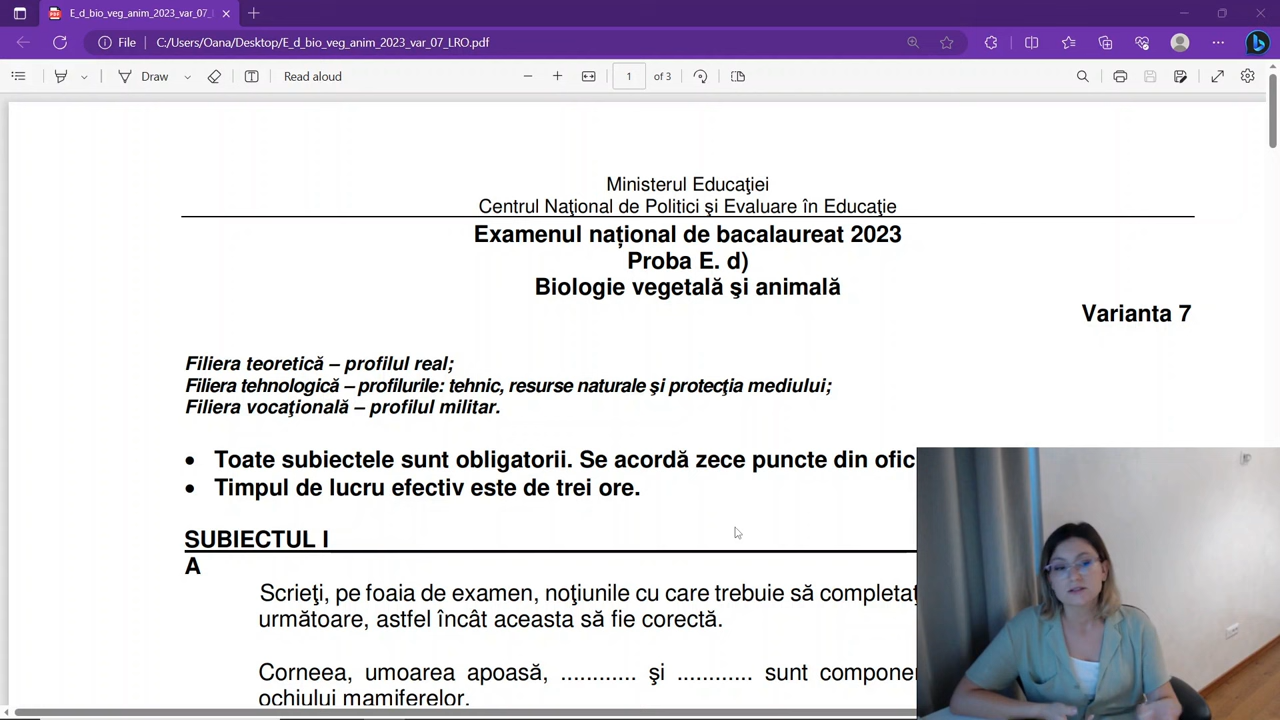 E_d_bio_veg_anim_2023_var_07_
File C:/Users/Oana/Desktop/E_d_bio_veg_anim_2023_var_07_LRO.pdf
Draw Read aloud 1 of 3
Ministerul Educaţiei
Centrul Naţional de Politici şi Evaluare în Educaţie
Examenul național de bacalaureat 2023
Proba E. d)
Biologie vegetală şi animală
Varianta 7
Filiera teoretică – profilul real;
Filiera tehnologică – profilurile: tehnic, resurse naturale şi protecţia mediului;
Filiera vocaţională – profilul militar.
• Toate subiectele sunt obligatorii. Se acordă zece puncte din ofic
• Timpul de lucru efectiv este de trei ore.
SUBIECTUL I
A
Scrieţi, pe foaia de examen, noţiunile cu care trebuie să completaţ
următoare, astfel încât aceasta să fie corectă.
Corneea, umoarea apoasă, ............ şi ............ sunt componen
ochiului mamiferelor.